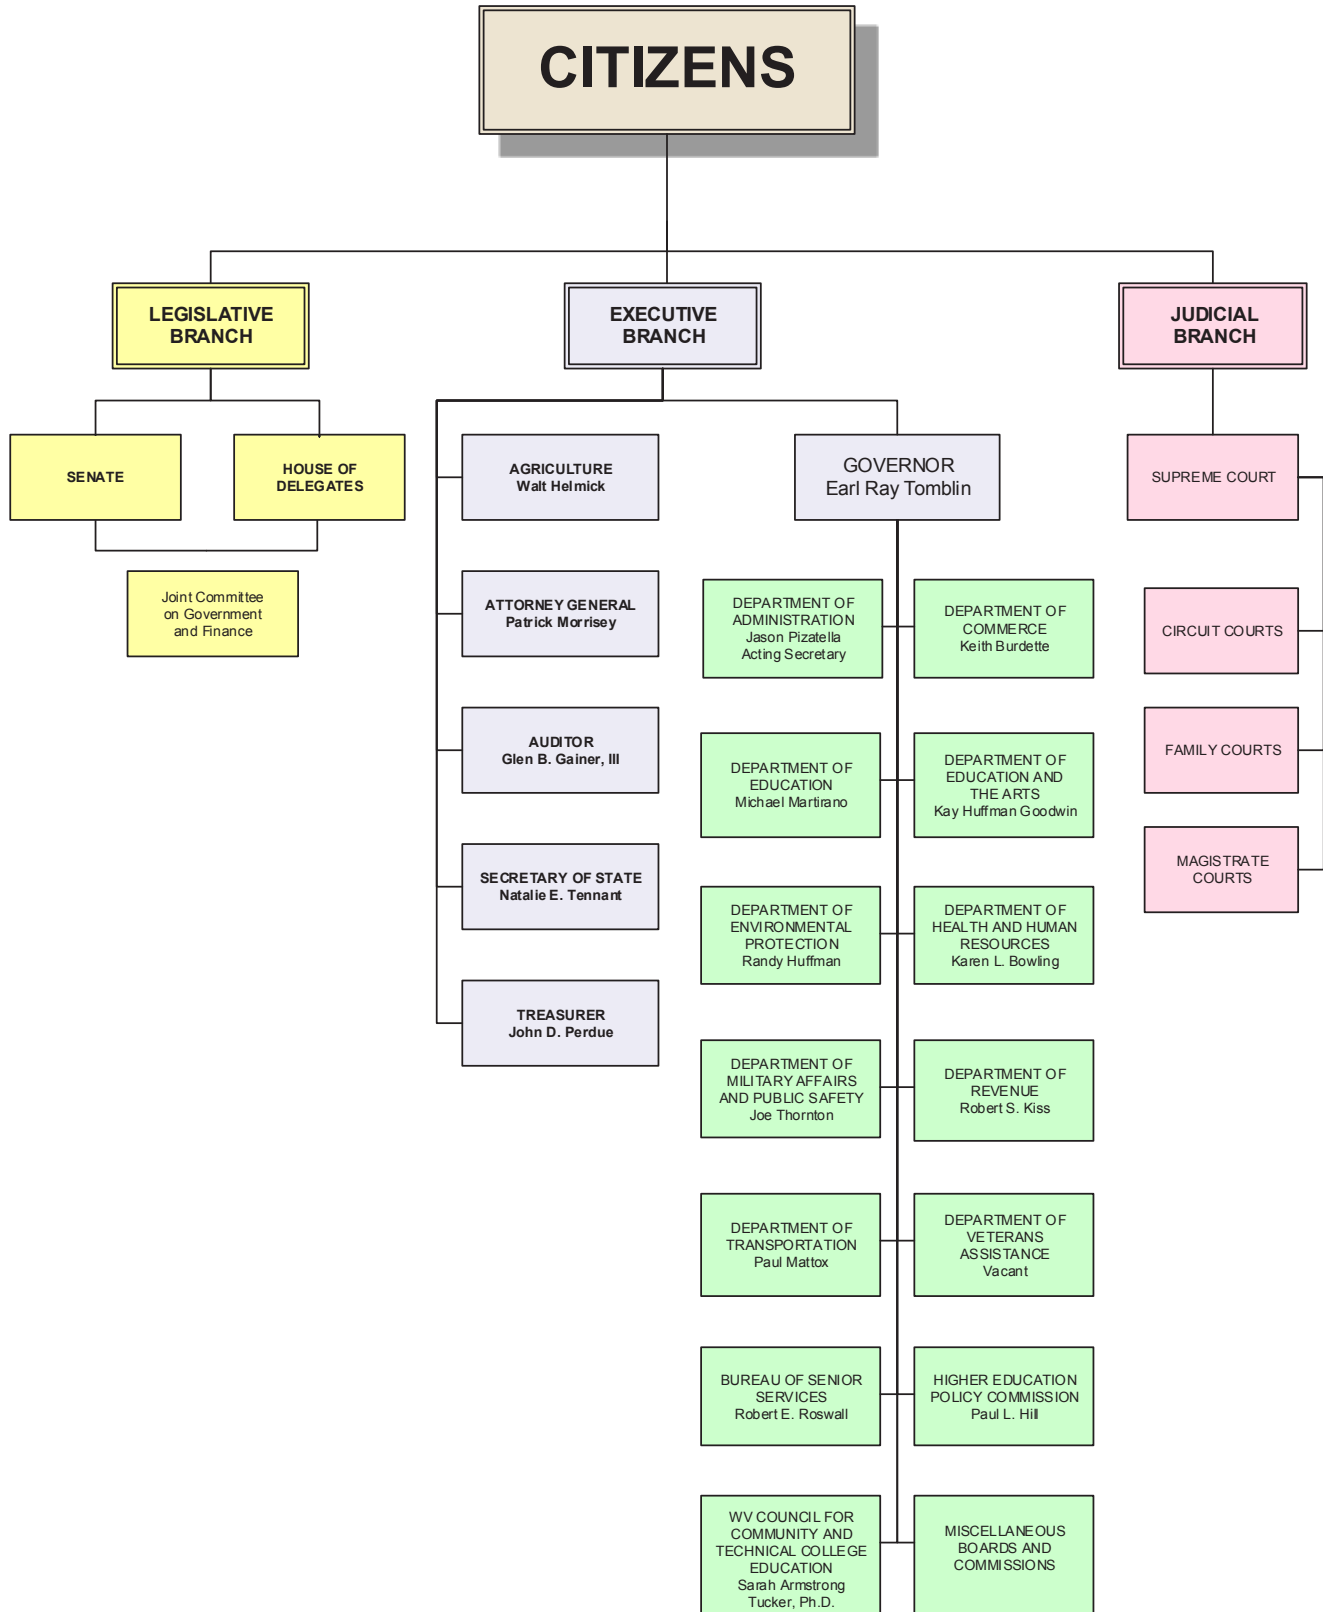 CITIZENS
LEGISLATIVE
BRANCH
EXECUTIVE
BRANCH
JUDICIAL
BRANCH
SENATE
HOUSE OF
DELEGATES
Joint Committee
on Government
and Finance
AGRICULTURE
Walt Helmick
ATTORNEY GENERAL
Patrick Morrisey
AUDITOR
Glen B. Gainer, III
SECRETARY OF STATE
Natalie E. Tennant
TREASURER
John D. Perdue
GOVERNOR
Earl Ray Tomblin
DEPARTMENT OF
ADMINISTRATION
Jason Pizatella
Acting Secretary
DEPARTMENT OF
COMMERCE
Keith Burdette
DEPARTMENT OF
EDUCATION
Michael Martirano
DEPARTMENT OF
EDUCATION AND
THE ARTS
Kay Huffman Goodwin
DEPARTMENT OF
ENVIRONMENTAL
PROTECTION
Randy Huffman
DEPARTMENT OF
HEALTH AND HUMAN
RESOURCES
Karen L. Bowling
DEPARTMENT OF
MILITARY AFFAIRS
AND PUBLIC SAFETY
Joe Thornton
DEPARTMENT OF
REVENUE
Robert S. Kiss
DEPARTMENT OF
TRANSPORTATION
Paul Mattox
DEPARTMENT OF
VETERANS
ASSISTANCE
Vacant
BUREAU OF SENIOR
SERVICES
Robert E. Roswall
HIGHER EDUCATION
POLICY COMMISSION
Paul L. Hill
WV COUNCIL FOR
COMMUNITY AND
TECHNICAL COLLEGE
EDUCATION
Sarah Armstrong
Tucker, Ph.D.
MISCELLANEOUS
BOARDS AND
COMMISSIONS
SUPREME COURT
CIRCUIT COURTS
FAMILY COURTS
MAGISTRATE
COURTS